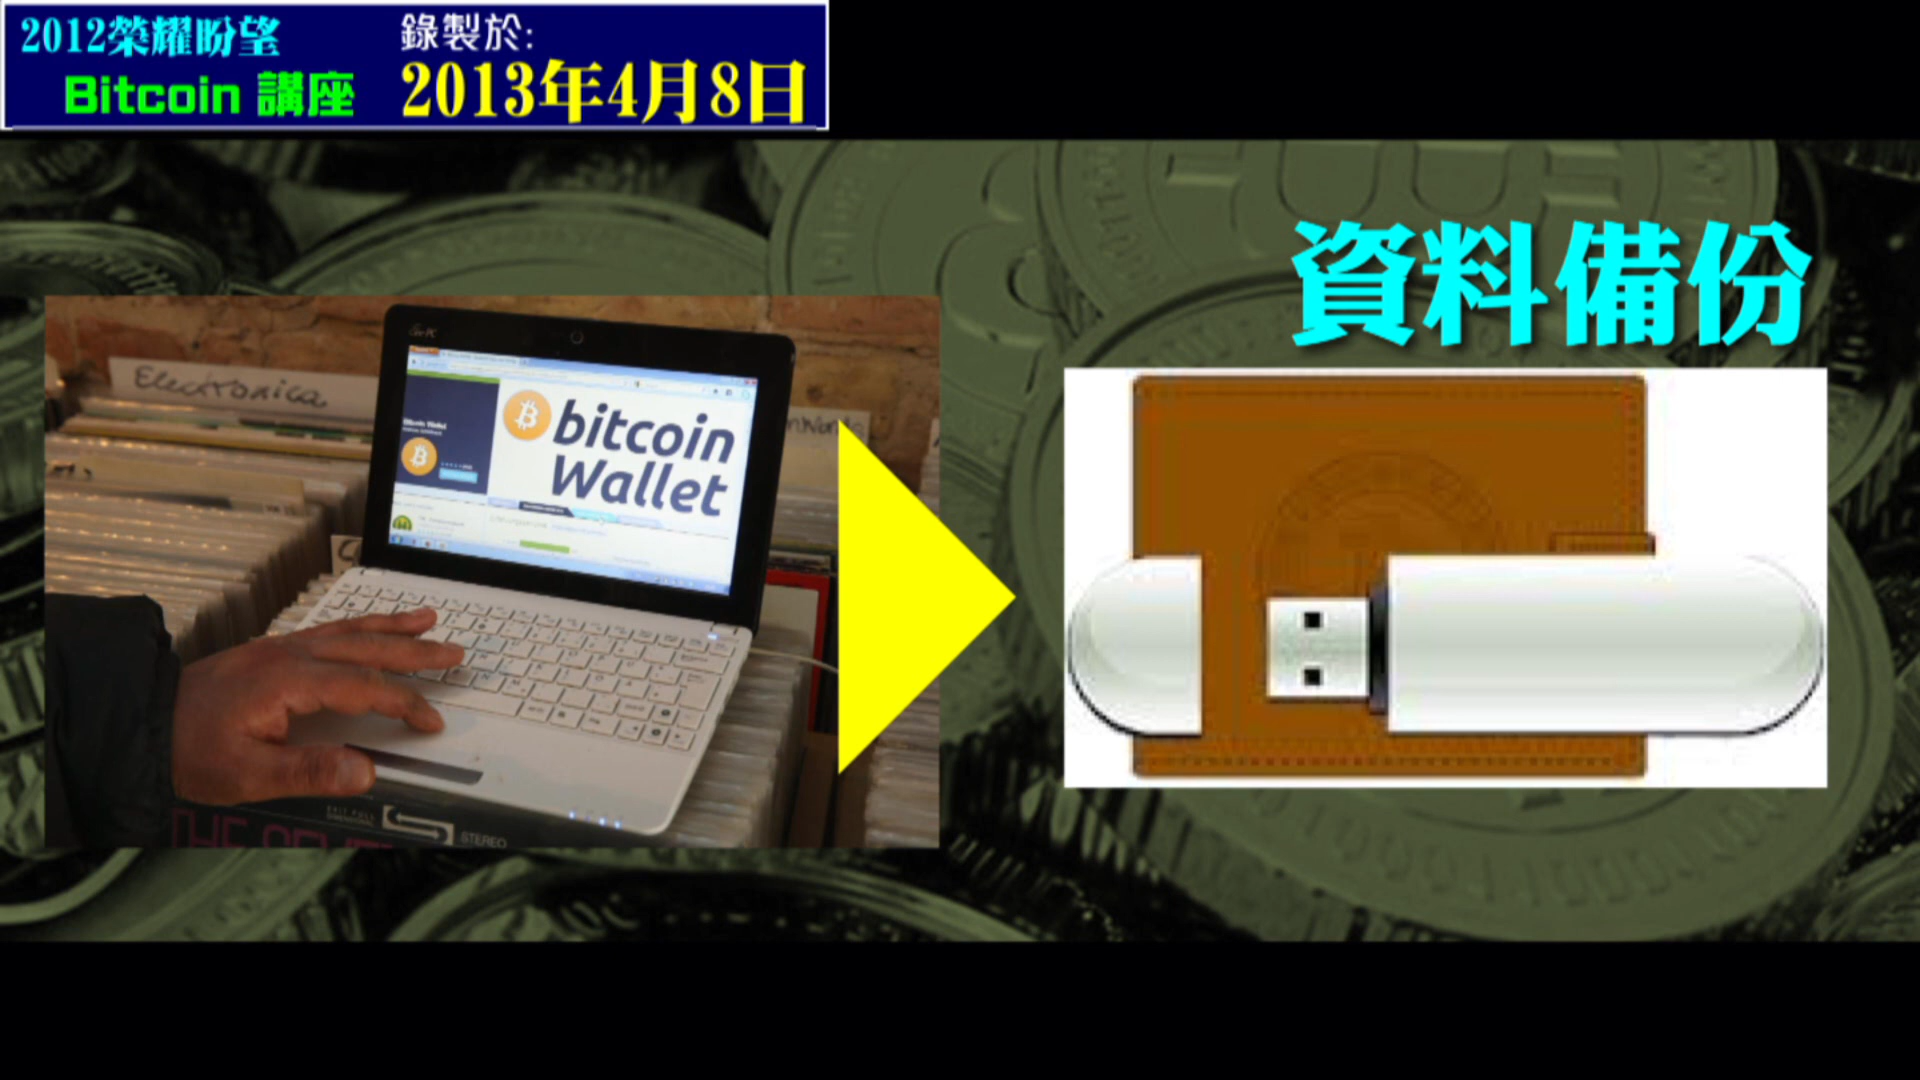 2012榮耀盼望
Bitcoin 講座
錄製於:
2013年4月8日
資料備份
Electronica
bitcoin
Wallet
STEREO